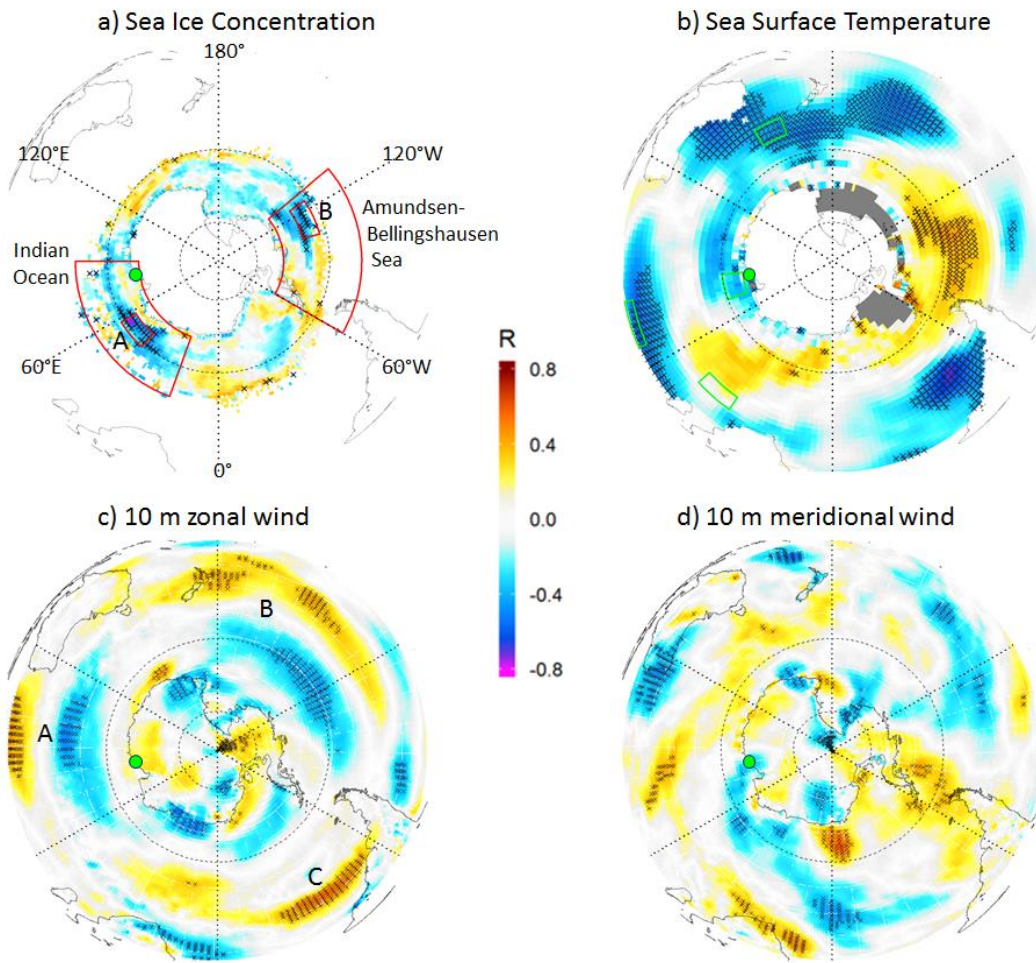 a) Sea Ice Concentration
b) Sea Surface Temperature
180°
120°E
120°W
B
Amundsen-
Bellingshausen
Sea
Indian
Ocean
A
60°E
60°W
0°
R
0.8
0.4
0.0
-0.4
-0.8
c) 10 m zonal wind
d) 10 m meridional wind
B
A
C